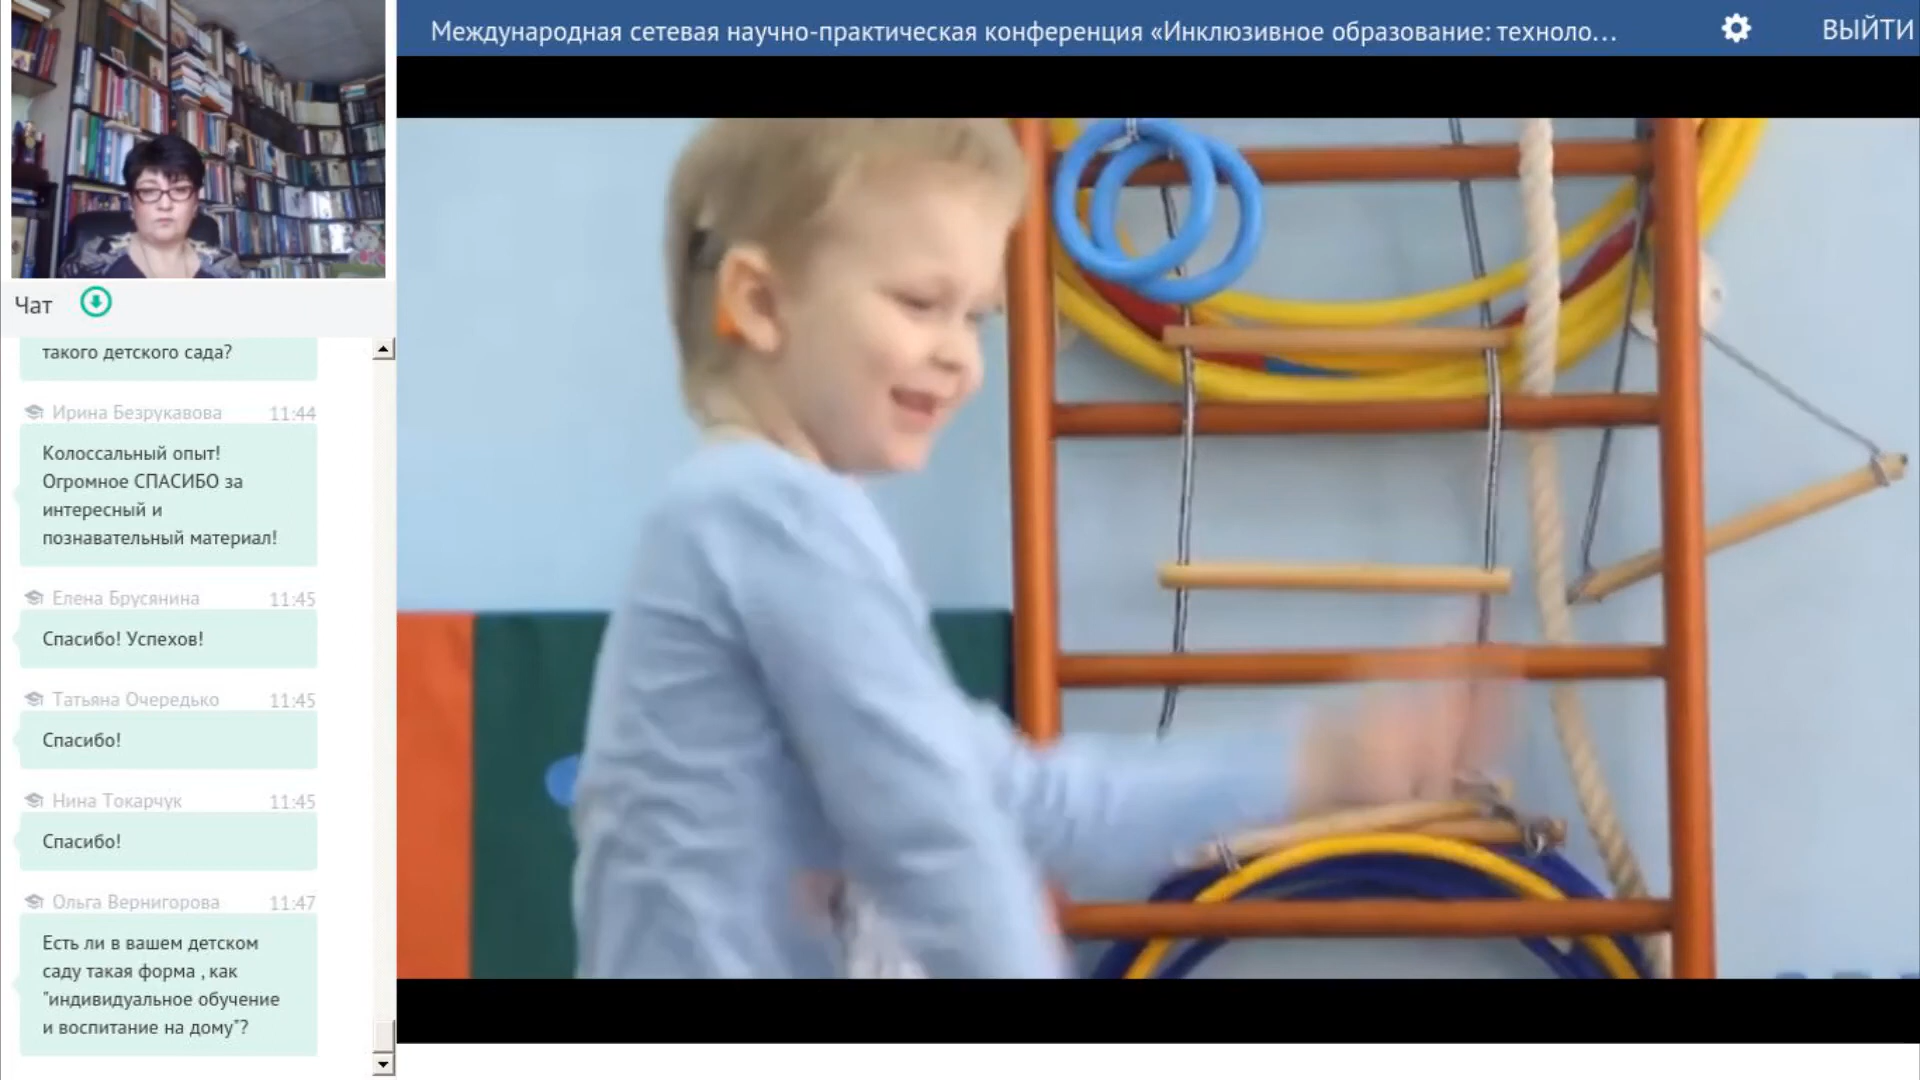 Международная сетевая научно-практическая конференция «Инклюзивное образование: техноло...
ВЫЙТИ
Чат
такого детского сада?
Ирина Безрукавова 11:44
Колоссальный опыт!
Огромное СПАСИБО за
интересный и
познавательный материал!
Елена Брусянина 11:45
Спасибо! Успехов!
Татьяна Очередько 11:45
Спасибо!
Нина Токарчук 11:45
Спасибо!
Ольга Вернигорова 11:47
Есть ли в вашем детском
саду такая форма , как
"индивидуальное обучение
и воспитание на дому"?